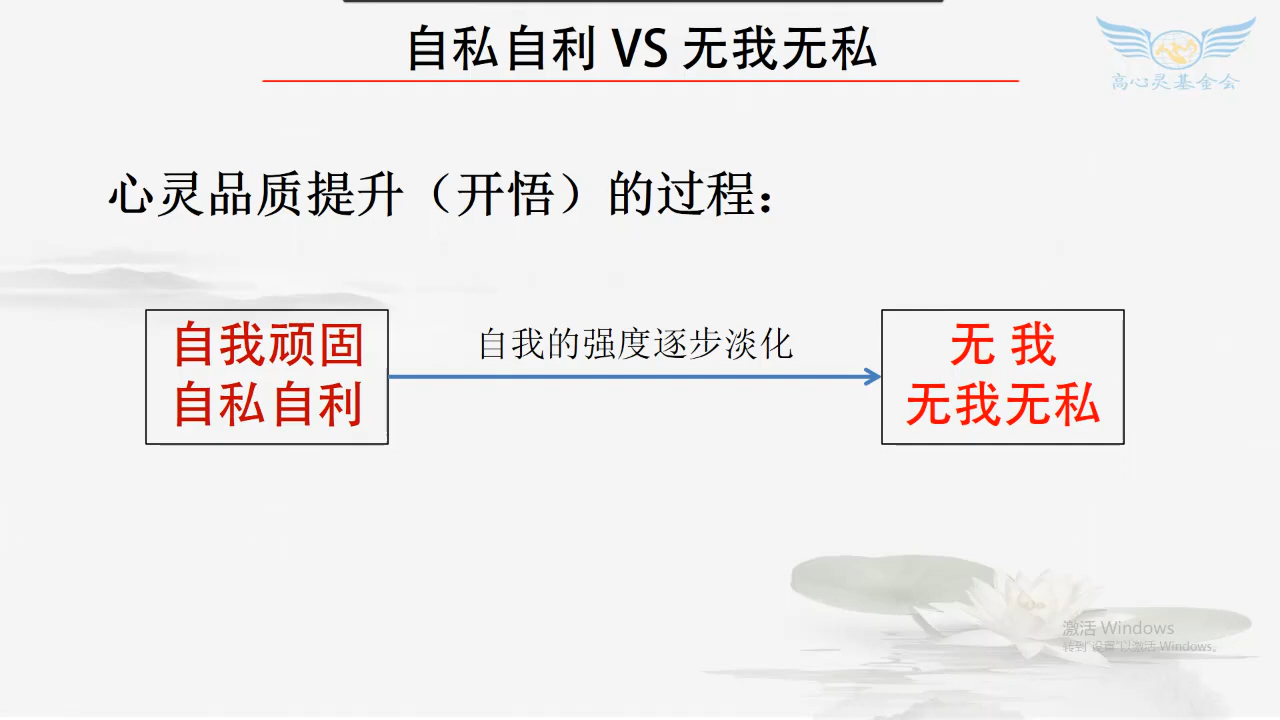 自私自利 VS 无我无私
高心灵基金会
心灵品质提升（开悟）的过程：
自我顽固
自私自利
自我的强度逐步淡化
无 我
无我无私
激活 Windows
转到"设置"以激活 Windows。